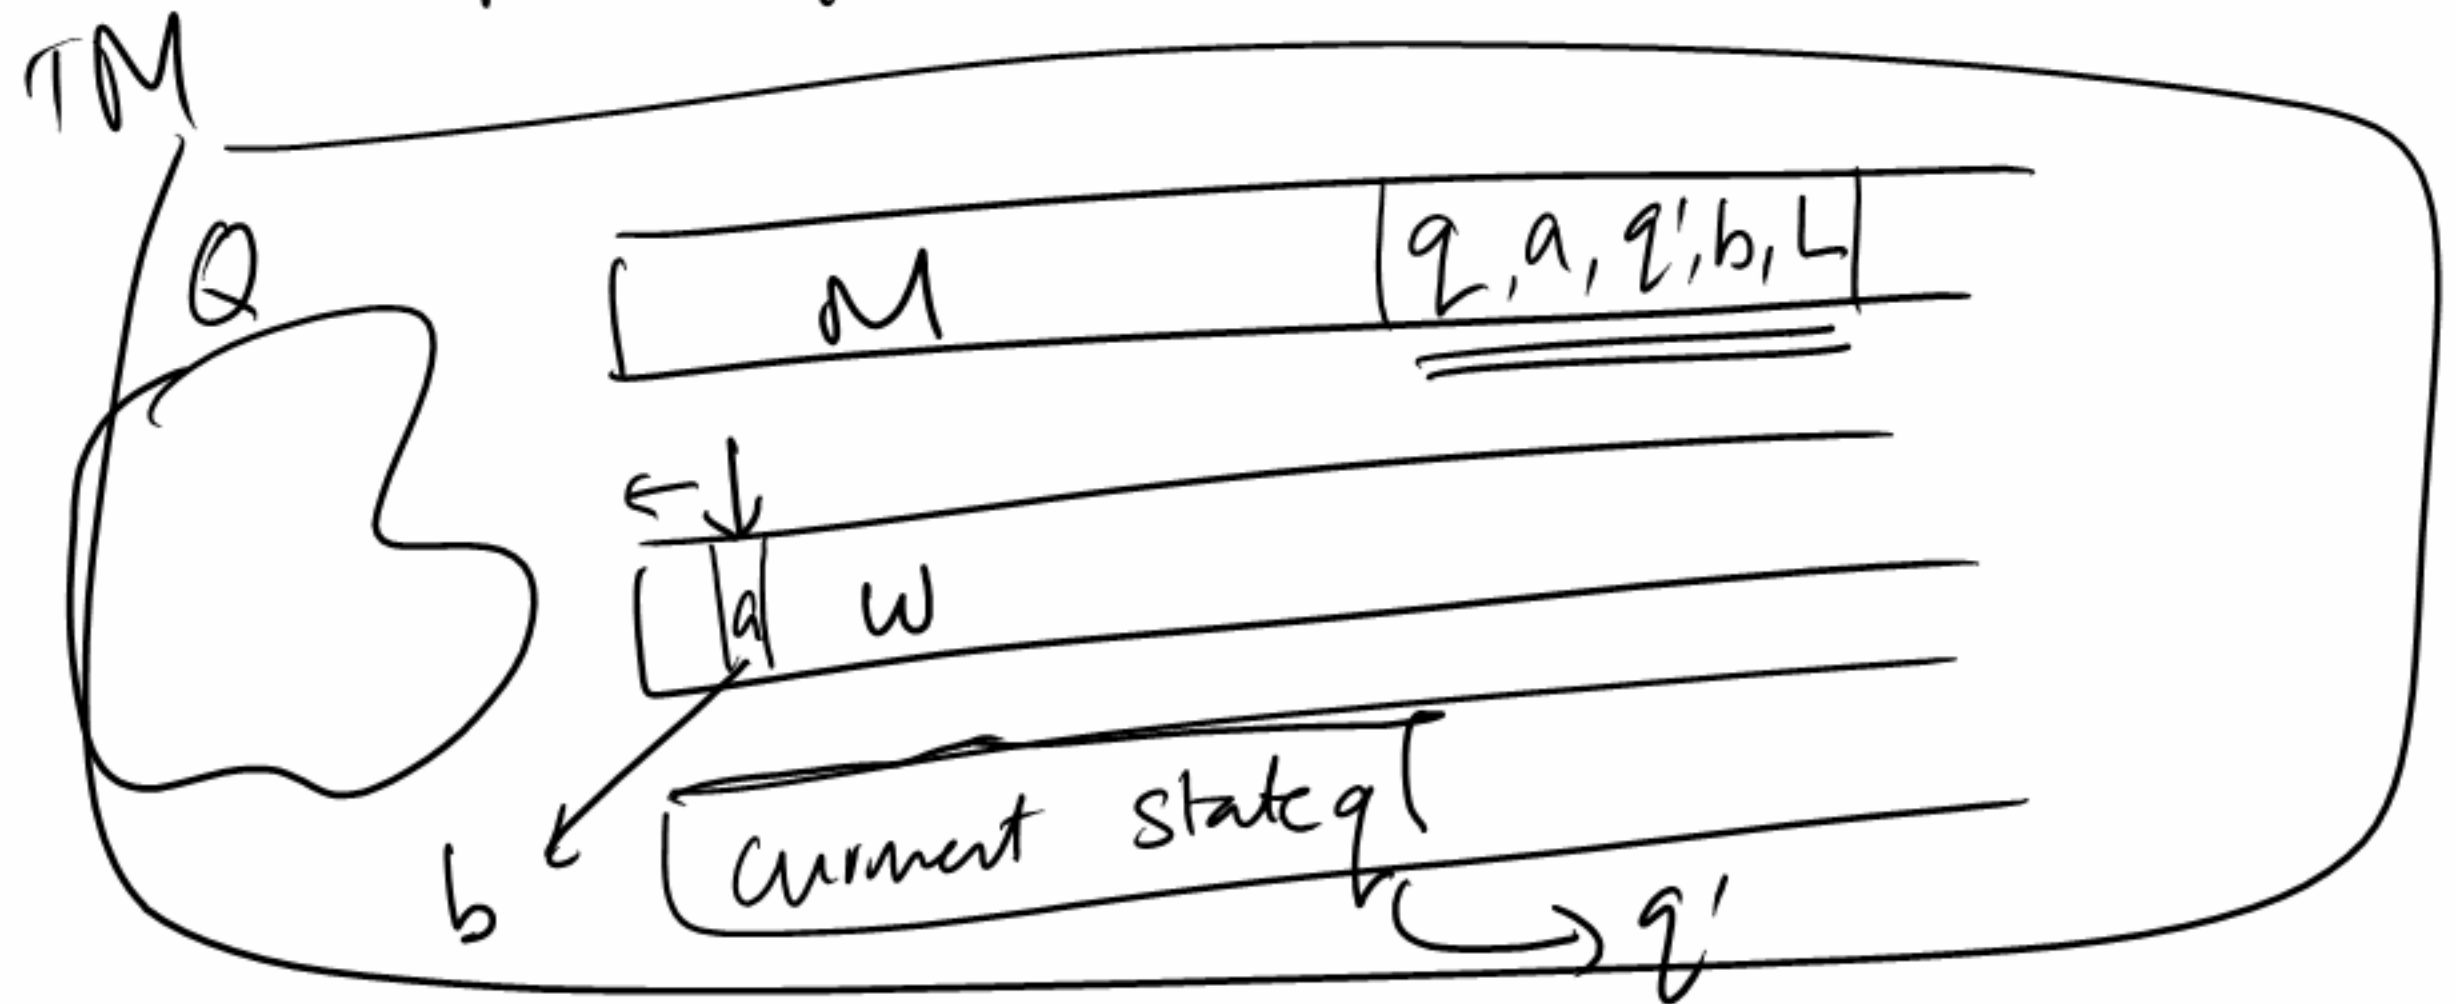 TM
Q
M
q, a, q', b, L
a
w
b
current state q
q'